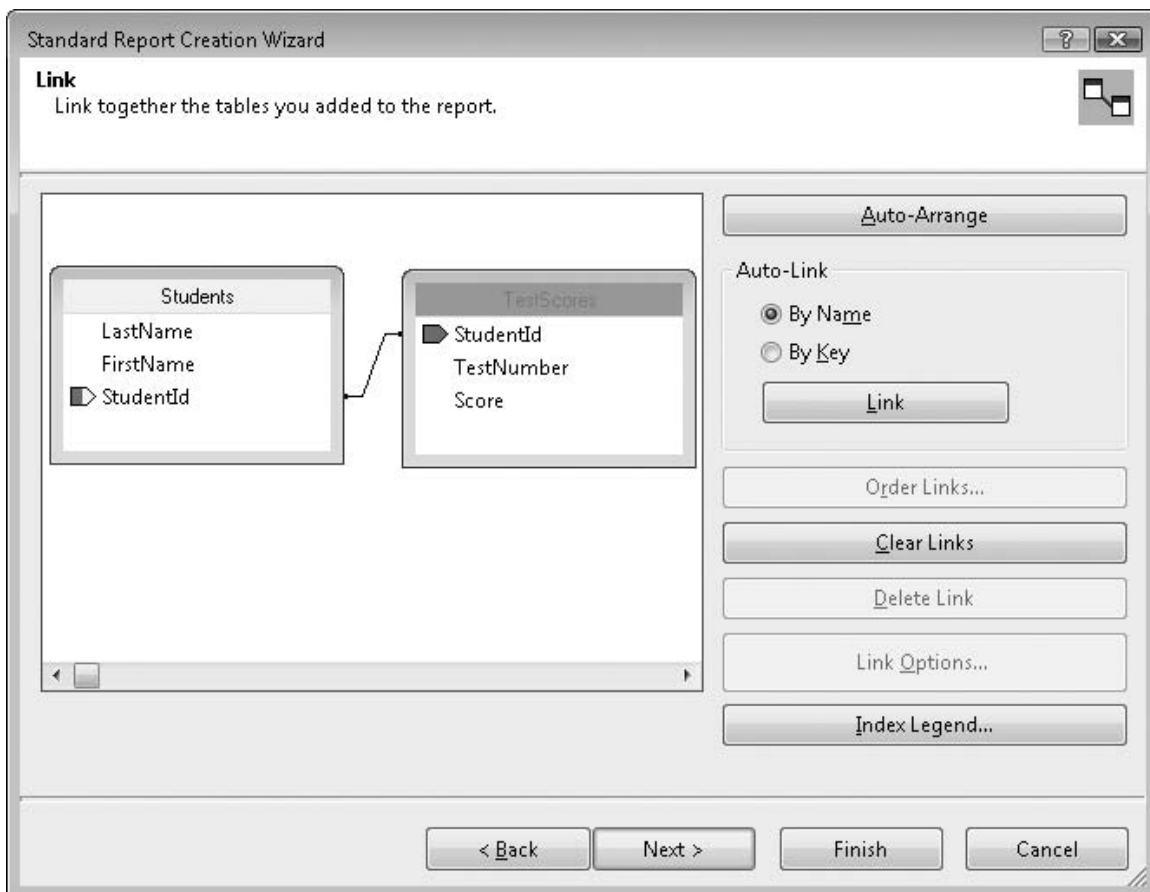 Standard Report Creation Wizard
Link
Link together the tables you added to the report.
Students
LastName
FirstName
StudentId
TestScores
StudentId
TestNumber
Score
Auto-Arrange
Auto-Link
By Name
By Key
Link
Order Links...
Clear Links
Delete Link
Link Options...
Index Legend...
< Back
Next >
Finish
Cancel